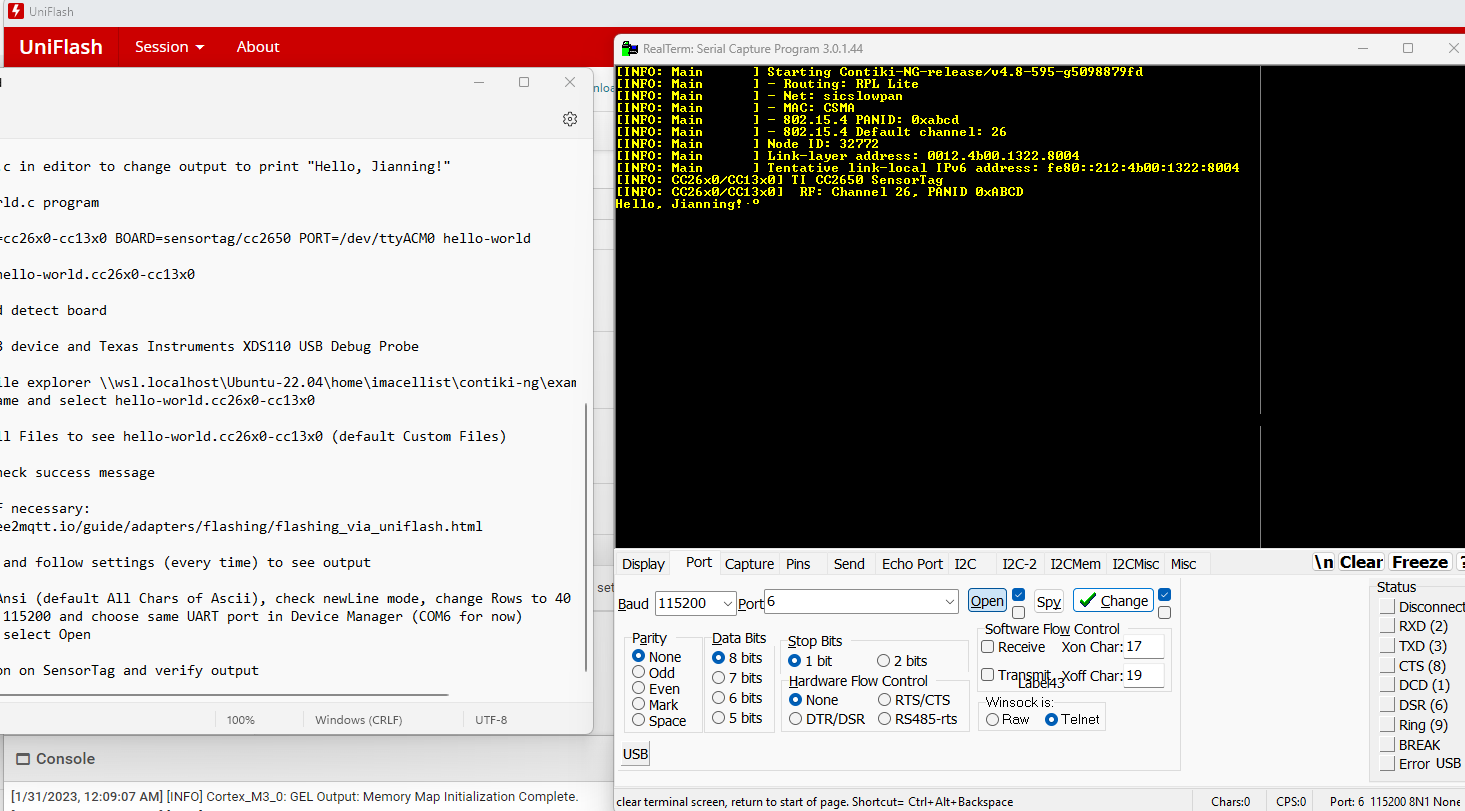 UniFlash
UniFlash Session About
.c in editor to change output to print "Hello, Jianning!"
rld.c program
=cc26x0-cc13x0 BOARD=sensortag/cc2650 PORT=/dev/ttyACM0 hello-world
hello-world.cc26x0-cc13x0
d detect board
B device and Texas Instruments XDS110 USB Debug Probe
ile explorer \\wsl.localhost\Ubuntu-22.04\home\imacellist\contiki-ng\exam
ame and select hello-world.cc26x0-cc13x0
ll Files to see hello-world.cc26x0-cc13x0 (default Custom Files)
heck success message
f necessary:
ee2mqtt.io/guide/adapters/flashing/flashing_via_uniflash.html
and follow settings (every time) to see output
Ansi (default All Chars of Ascii), check newLine mode, change Rows to 40
115200 and choose same UART port in Device Manager (COM6 for now)
select Open
on on SensorTag and verify output
100% Windows (CRLF) UTF-8
Console
[1/31/2023, 12:09:07 AM] [INFO] Cortex_M3_0: GEL Output: Memory Map Initialization Complete.
nloa
set
RealTerm: Serial Capture Program 3.0.1.44
[INFO: Main      ] Starting Contiki-NG-release/v4.8-595-g5098879fd
[INFO: Main      ] - Routing: RPL Lite
[INFO: Main      ] - Net: sicslowpan
[INFO: Main      ] - MAC: CSMA
[INFO: Main      ] - 802.15.4 PANID: 0xabcd
[INFO: Main      ] - 802.15.4 Default channel: 26
[INFO: Main      ] Node ID: 32772
[INFO: Main      ] Link-layer address: 0012.4b00.1322.8004
[INFO: Main      ] Tentative link-local IPv6 address: fe80::212:4b00:1322:8004
[INFO: CC26x0/CC13x0] TI CC2650 SensorTag
[INFO: CC26x0/CC13x0]  RF: Channel 26, PANID 0xABCD
Hello, Jianning!·º
Display Port Capture Pins Send Echo Port I2C I2C-2 I2CMem I2CMisc Misc \n Clear Freeze ?
Baud 115200 Port 6 Open Spy Change
Parity
None
Odd
Even
Mark
Space
Data Bits
8 bits
7 bits
6 bits
5 bits
Stop Bits
1 bit 2 bits
Hardware Flow Control
None RTS/CTS
DTR/DSR RS485-rts
Software Flow Control
Receive Xon Char: 17
Transmit Xoff Char: 19
Label43
Winsock is:
Raw Telnet
USB
Status
Disconnect
RXD (2)
TXD (3)
CTS (8)
DCD (1)
DSR (6)
Ring (9)
BREAK
Error USB
clear terminal screen, return to start of page. Shortcut= Ctrl+Alt+Backspace
Char:0 CPS:0 Port: 6 115200 8N1 None